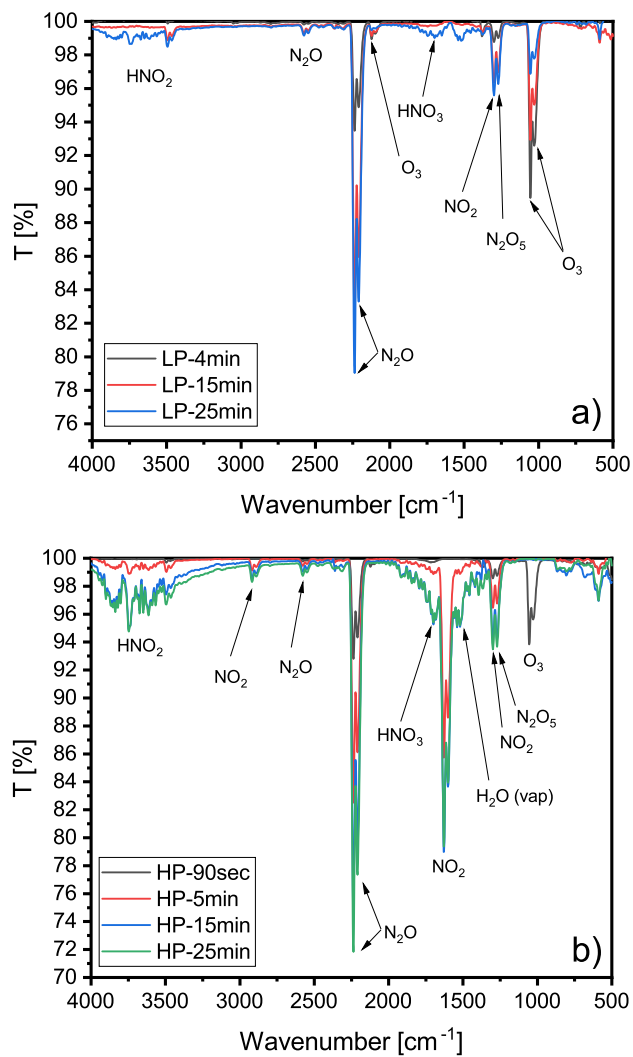 100
98
96
94
92
90
88
86
84
82
80
78
76
T [%]
HNO₂
N₂O
O₃
HNO₃
NO₂
N₂O₅
O₃
N₂O
LP-4min
LP-15min
LP-25min
a)
4000 3500 3000 2500 2000 1500 1000 500
Wavenumber [cm⁻¹]
100
98
96
94
92
90
88
86
84
82
80
78
76
74
72
70
T [%]
HNO₂
NO₂
N₂O
HNO₃
O₃
N₂O₅
NO₂
H₂O (vap)
NO₂
N₂O
HP-90sec
HP-5min
HP-15min
HP-25min
b)
4000 3500 3000 2500 2000 1500 1000 500
Wavenumber [cm⁻¹]